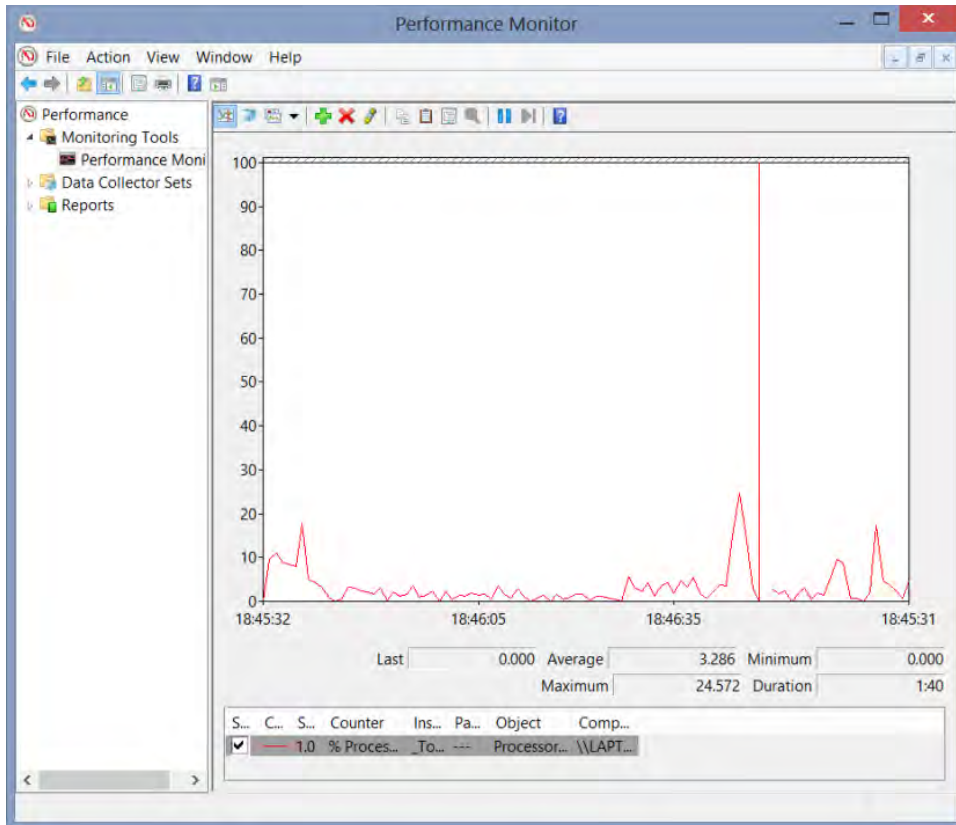 Performance Monitor
File Action View Window Help
Performance
Monitoring Tools
Performance Moni
Data Collector Sets
Reports
100
90
80
70
60
50
40
30
20
10
0
18:45:32 18:46:05 18:46:35 18:45:31
Last 0.000 Average 3.286 Minimum 0.000
Maximum 24.572 Duration 1:40
S... C... S... Counter Ins... Pa... Object Comp...
1.0 % Proces... _To... --- Processor... \\LAPT...